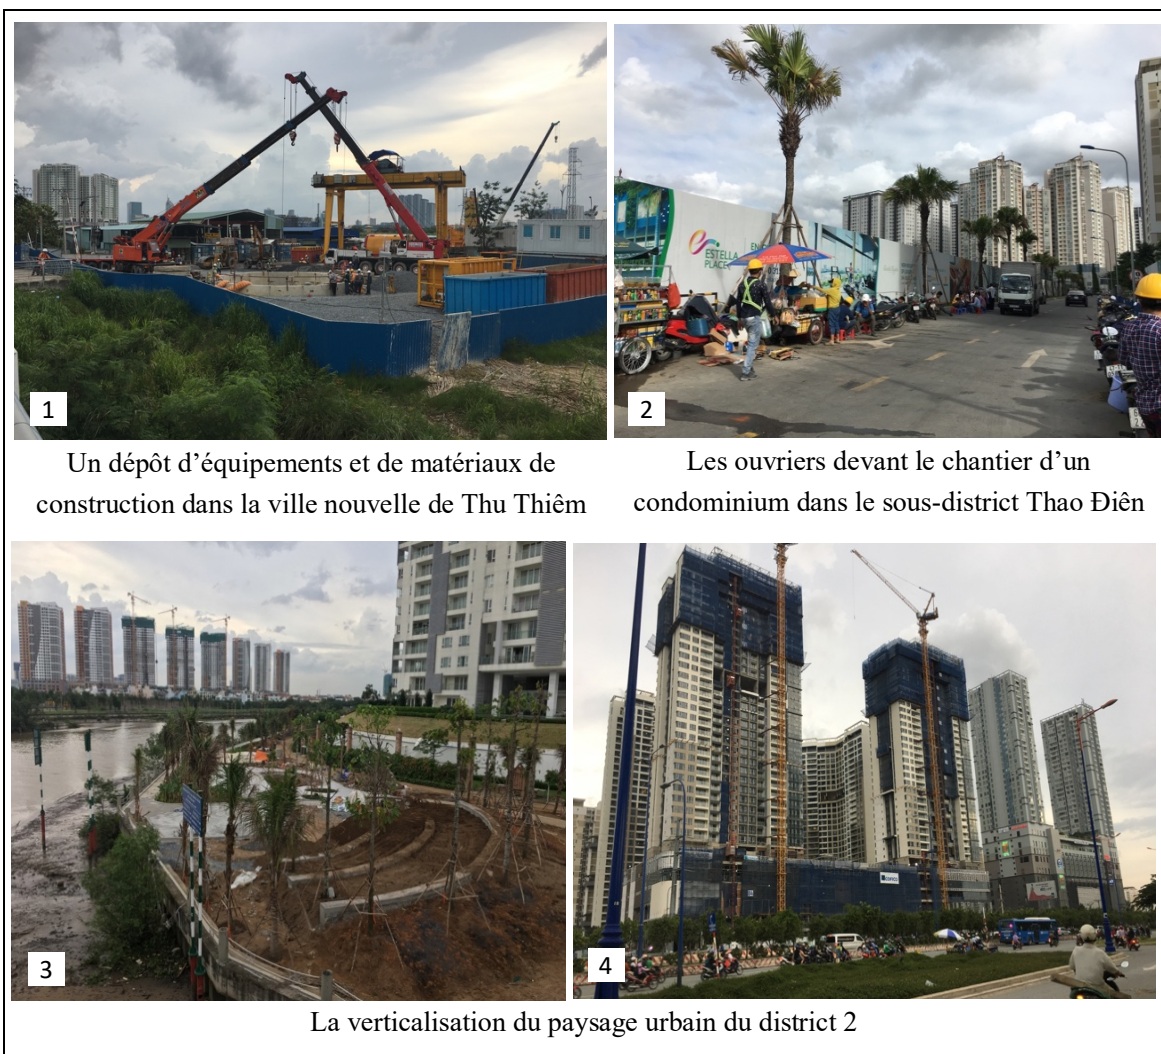 ESTELLA
PLACE
1
2
Un dépôt d'équipements et de matériaux de
construction dans la ville nouvelle de Thu Thiêm
Les ouvriers devant le chantier d'un
condominium dans le sous-district Thao Điên
3
4
La verticalisation du paysage urbain du district 2